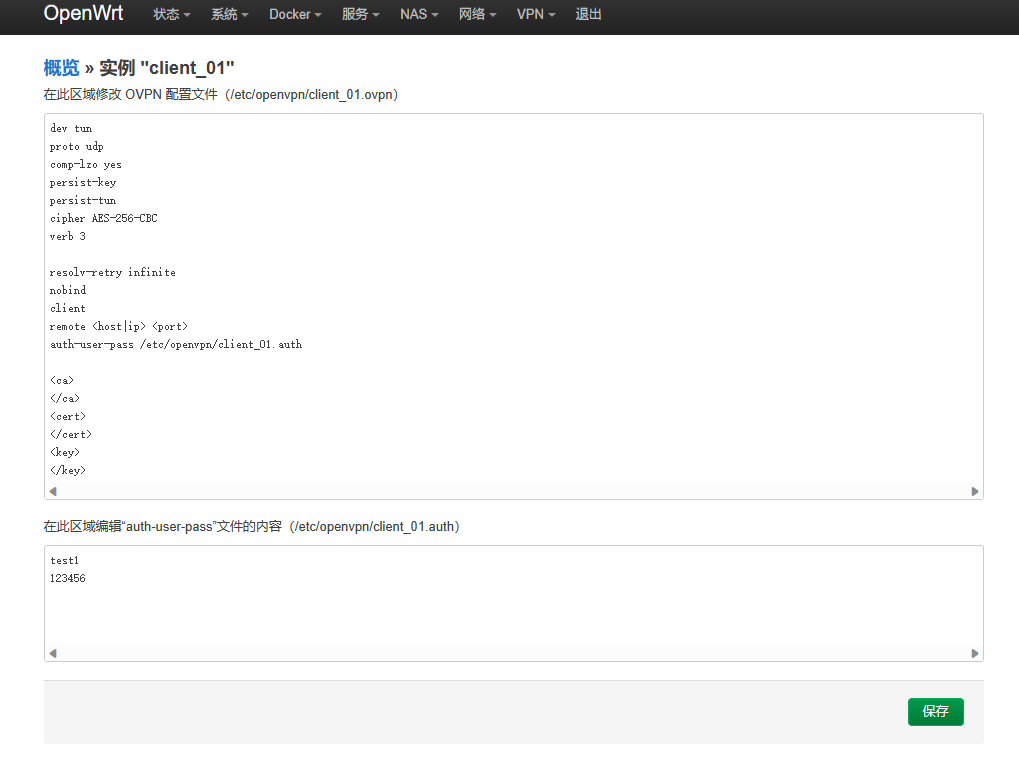 OpenWrt 状态 系统 Docker 服务 NAS 网络 VPN 退出
概览 » 实例 "client_01"
在此区域修改 OVPN 配置文件（/etc/openvpn/client_01.ovpn）
dev tun
proto udp
comp-lzo yes
persist-key
persist-tun
cipher AES-256-CBC
verb 3
resolv-retry infinite
nobind
client
remote <host|ip> <port>
auth-user-pass /etc/openvpn/client_01.auth
<ca>
</ca>
<cert>
</cert>
<key>
</key>
在此区域编辑“auth-user-pass”文件的内容（/etc/openvpn/client_01.auth）
test1
123456
保存